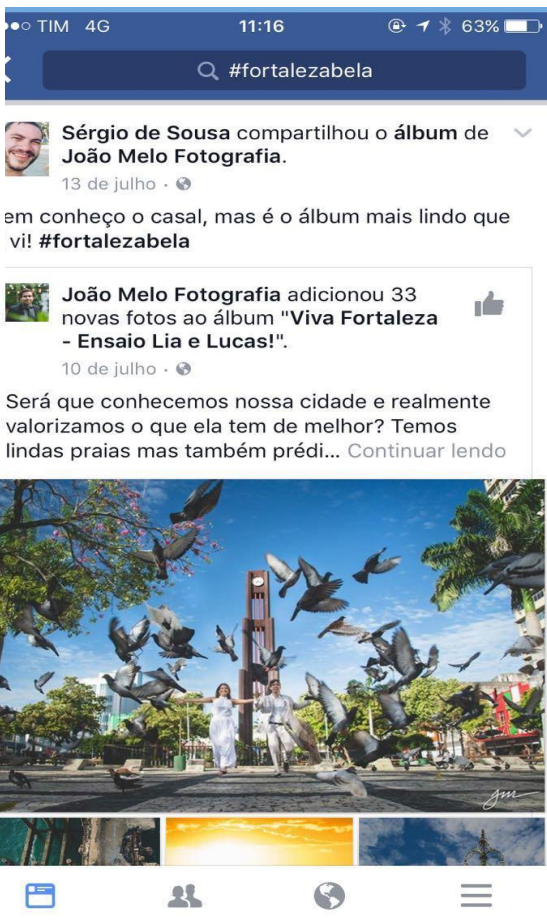 TIM 4G 11:16 63%
#fortalezabela
Sérgio de Sousa compartilhou o álbum de
João Melo Fotografia.
13 de julho ·
em conheço o casal, mas é o álbum mais lindo que
vi! #fortalezabela
João Melo Fotografia adicionou 33
novas fotos ao álbum "Viva Fortaleza
- Ensaio Lia e Lucas!".
10 de julho ·
Será que conhecemos nossa cidade e realmente
valorizamos o que ela tem de melhor? Temos
lindas praias mas também prédi... Continuar lendo